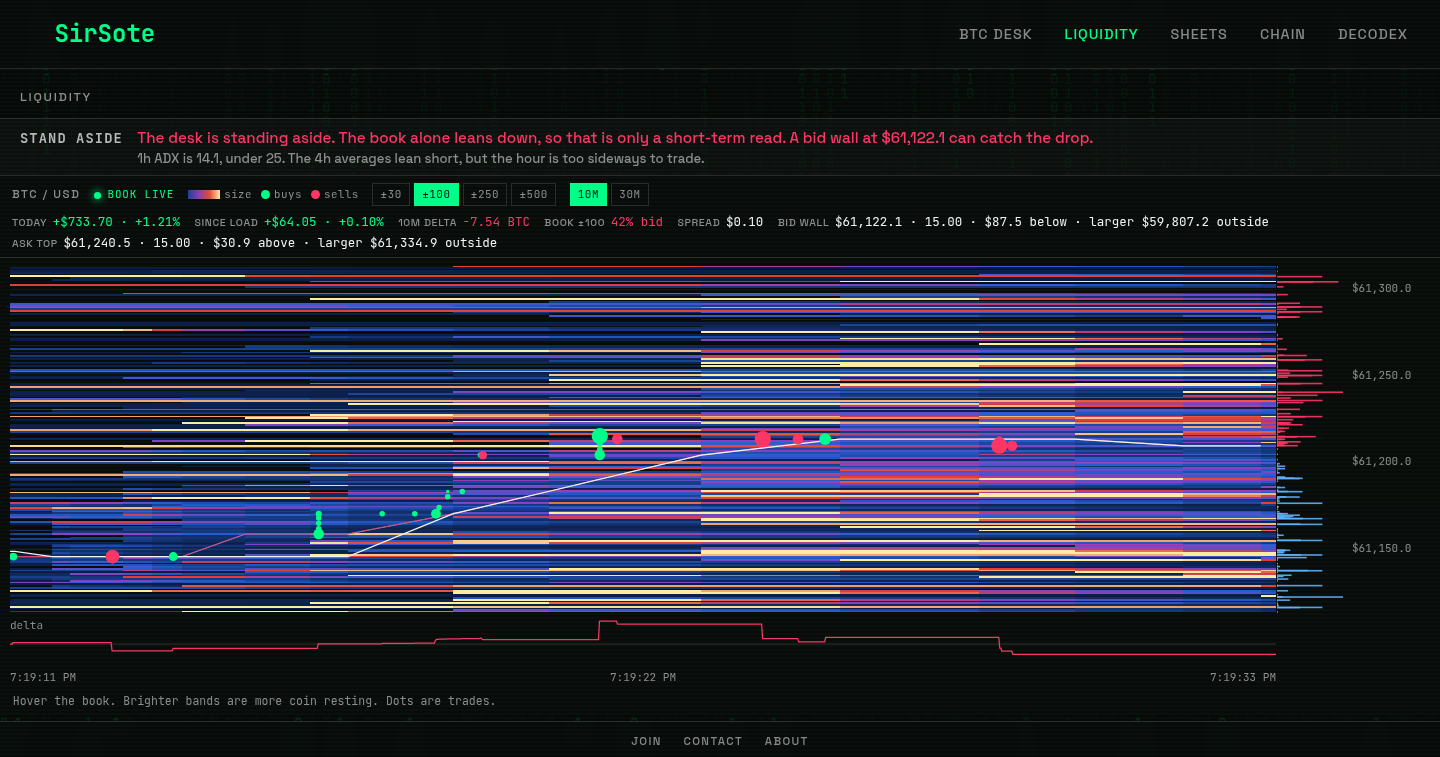 SirSote
BTC DESK LIQUIDITY SHEETS CHAIN DECODEX
LIQUIDITY
STAND ASIDE The desk is standing aside. The book alone leans down, so that is only a short-term read. A bid wall at $61,122.1 can catch the drop.
1h ADX is 14.1, under 25. The 4h averages lean short, but the hour is too sideways to trade.
BTC / USD BOOK LIVE size buys sells ±30 ±100 ±250 ±500 10M 30M
TODAY +$733.70 · +1.21% SINCE LOAD +$64.05 · +0.10% 10M DELTA -7.54 BTC BOOK ±100 42% bid SPREAD $0.10 BID WALL $61,122.1 · 15.00 · $87.5 below · larger $59,807.2 outside
ASK TOP $61,240.5 · 15.00 · $30.9 above · larger $61,334.9 outside
$61,300.0
$61,250.0
$61,200.0
$61,150.0
delta
7:19:11 PM 7:19:22 PM 7:19:33 PM
Hover the book. Brighter bands are more coin resting. Dots are trades.
JOIN CONTACT ABOUT